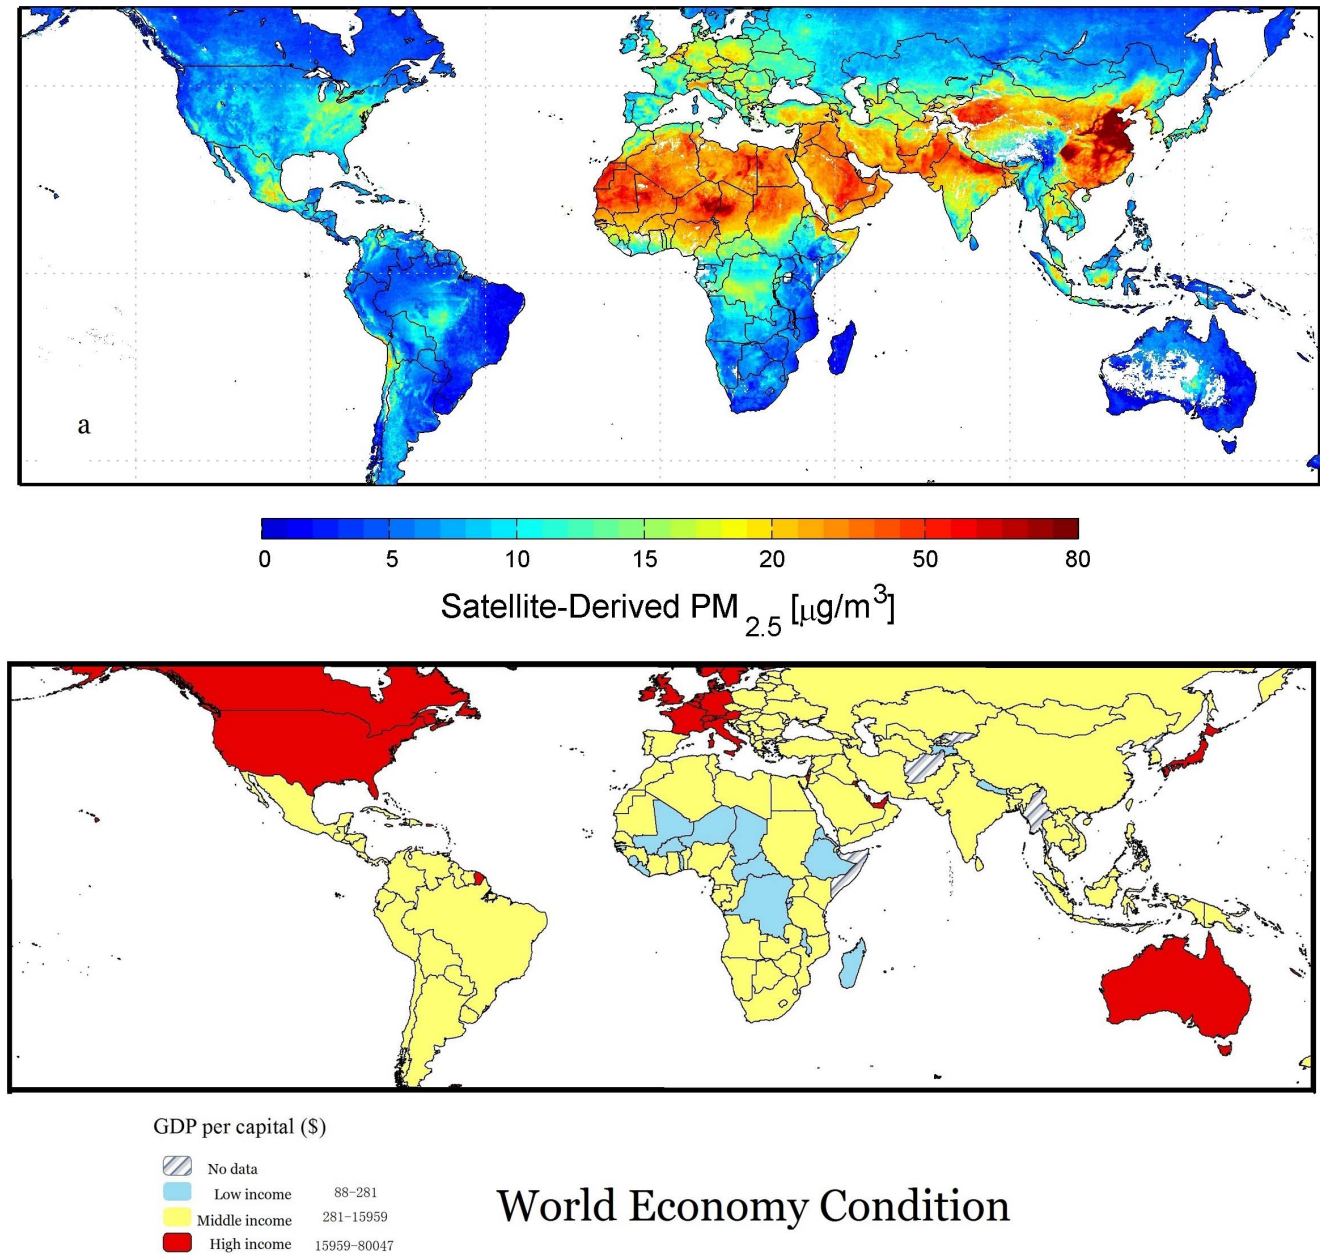 a
0 5 10 15 20 50 80
Satellite-Derived PM 2.5 [μg/m³]
GDP per capital ($)
No data
Low income 88-281
Middle income 281-15959
High income 15959-80047
World Economy Condition